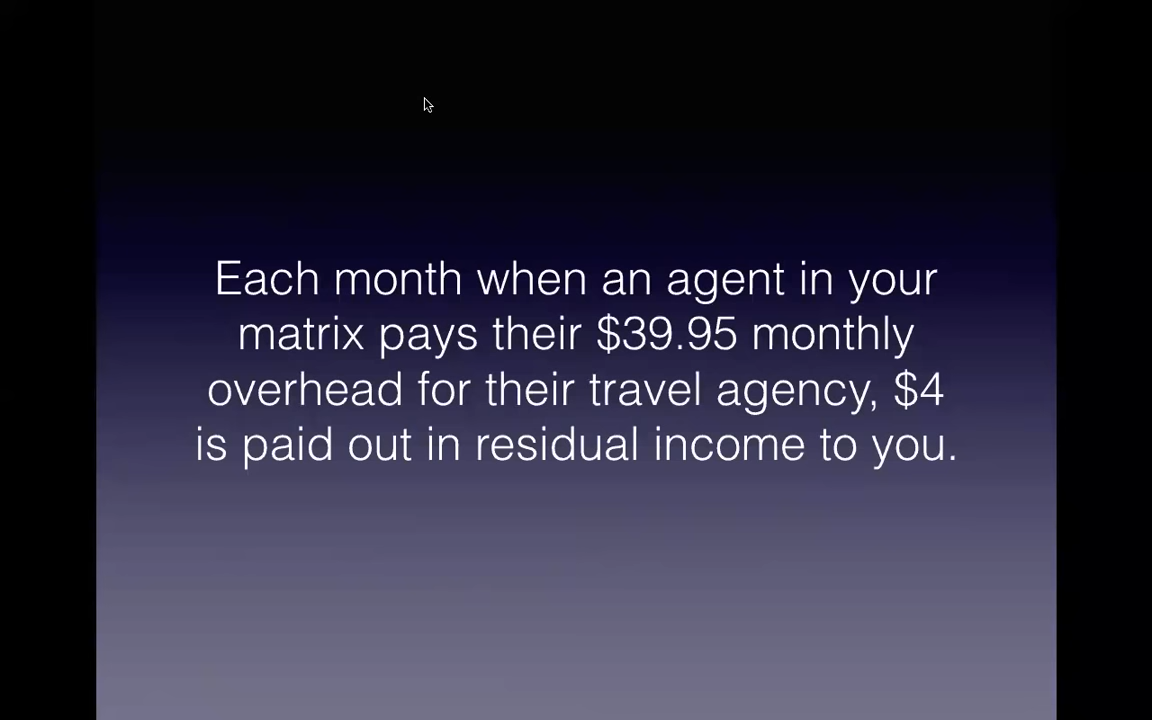 Each month when an agent in your
matrix pays their $39.95 monthly
overhead for their travel agency, $4
is paid out in residual income to you.